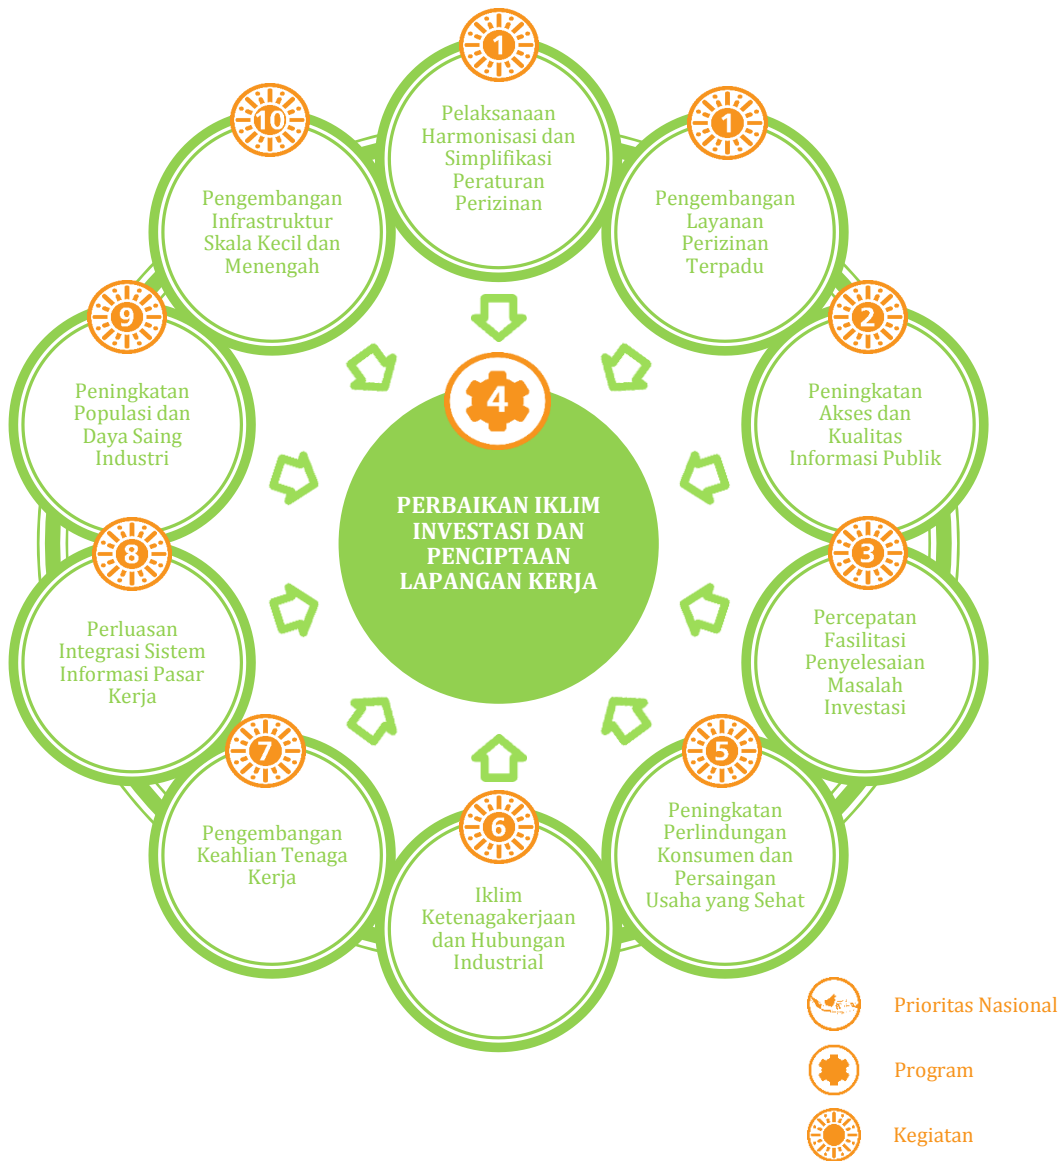 1
Pelaksanaan
Harmonisasi dan
Simplifikasi
Peraturan
Perizinan
1
Pengembangan
Layanan
Perizinan
Terpadu
2
Peningkatan
Akses dan
Kualitas
Informasi Publik
3
Percepatan
Fasilitasi
Penyelesaian
Masalah
Investasi
5
Peningkatan
Perlindungan
Konsumen dan
Persaingan
Usaha yang Sehat
6
Iklim
Ketenagakerjaan
dan Hubungan
Industrial
7
Pengembangan
Keahlian Tenaga
Kerja
8
Perluasan
Integrasi Sistem
Informasi Pasar
Kerja
9
Peningkatan
Populasi dan
Daya Saing
Industri
10
Pengembangan
Infrastruktur
Skala Kecil dan
Menengah
4
PERBAIKAN IKLIM
INVESTASI DAN
PENCIPTAAN
LAPANGAN KERJA
Prioritas Nasional
Program
Kegiatan